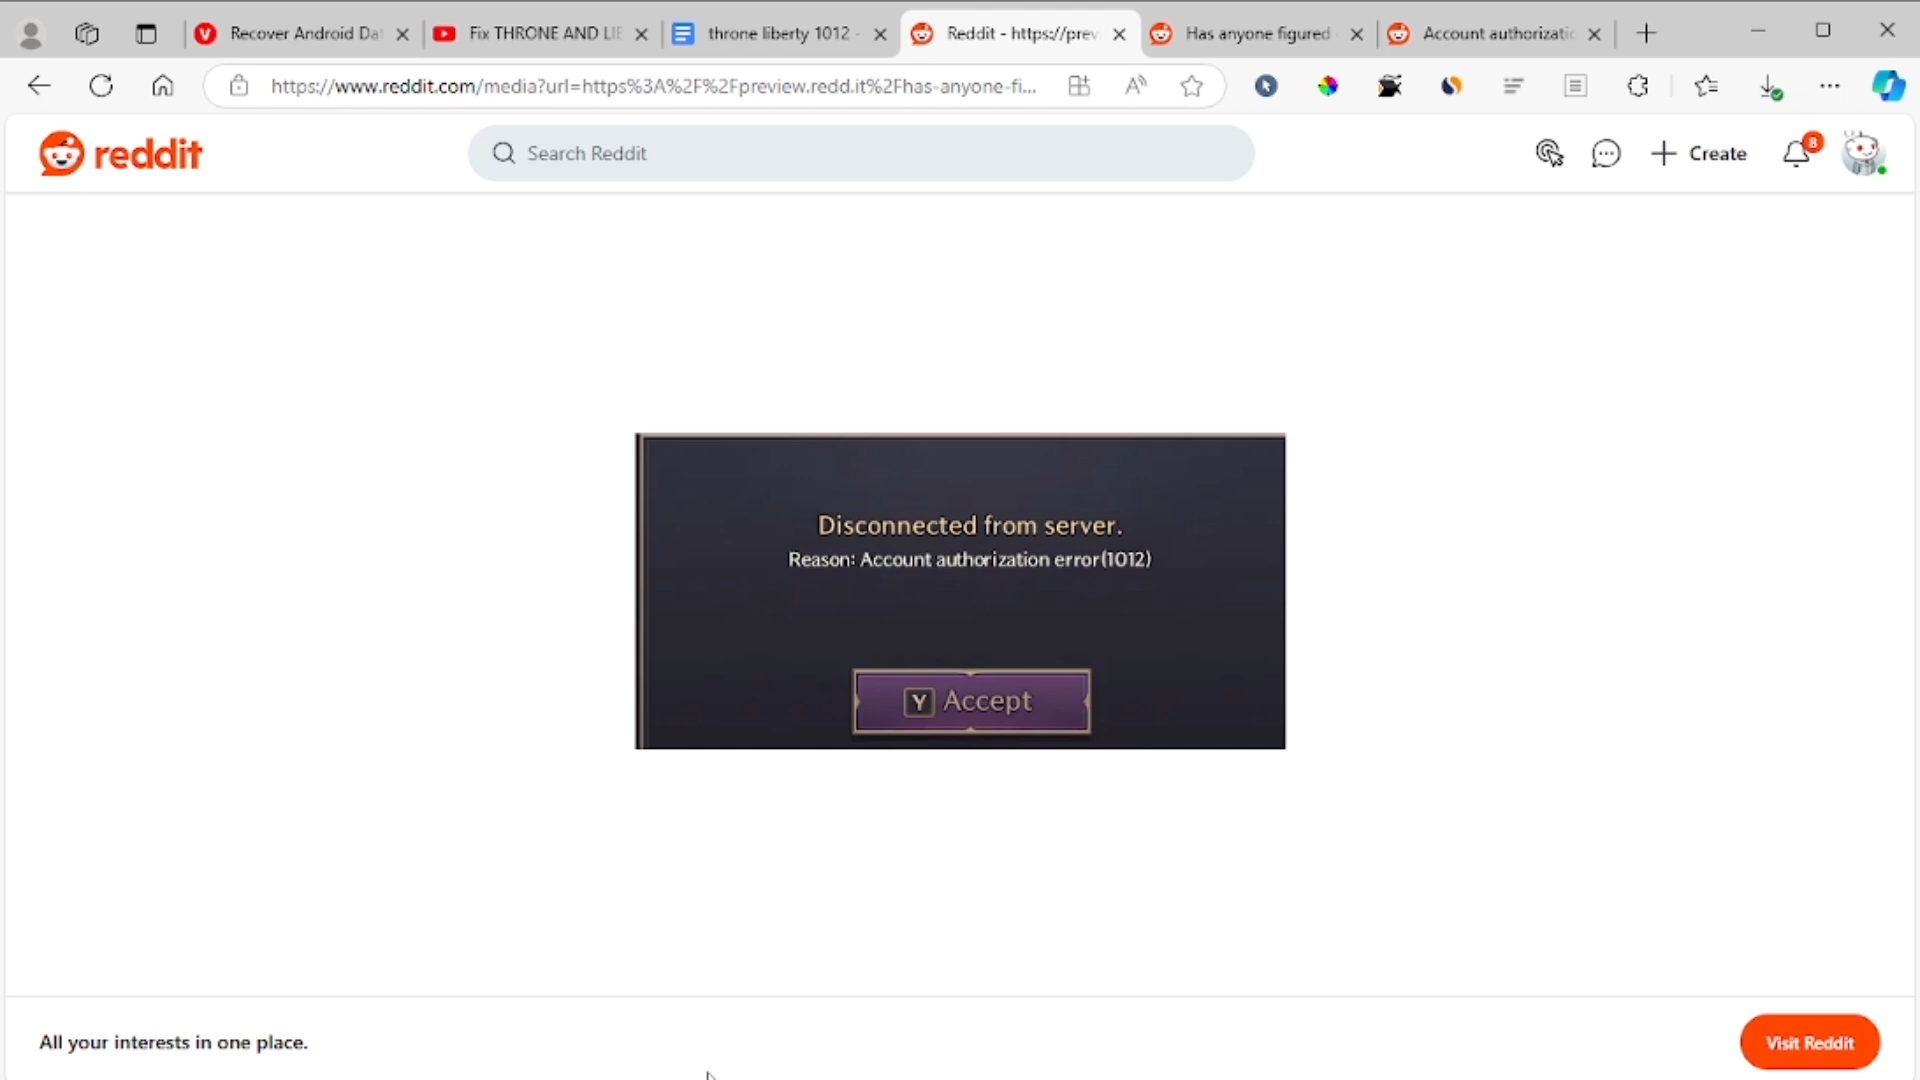 Recover Android Da
Fix THRONE AND LIE
throne liberty 1012 -
Reddit - https://prev
Has anyone figured
Account authorizatic
https://www.reddit.com/media?url=https%3A%2F%2Fpreview.redd.it%2Fhas-anyone-fi...
reddit
Search Reddit
Create
8
Disconnected from server.
Reason: Account authorization error(1012)
Y Accept
All your interests in one place.
Visit Reddit